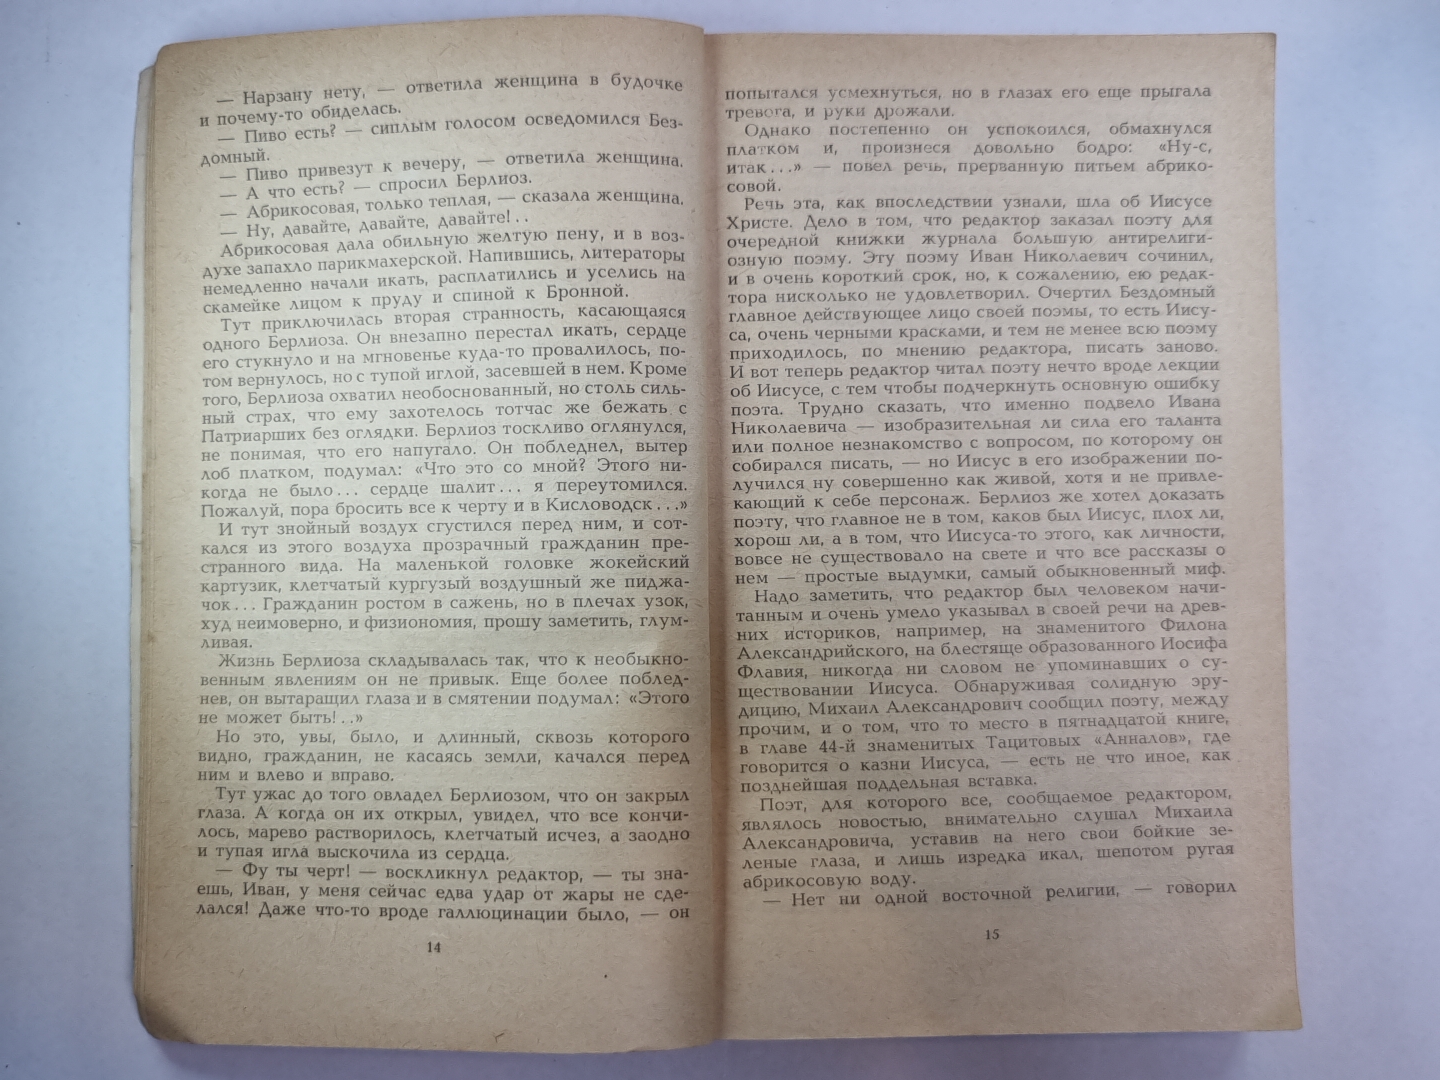 — Нарзану нету, — ответила женщина в будочке
и почему-то обиделась.
— Пиво есть? — сиплым голосом осведомился Без-
домный.
— Пиво привезут к вечеру, — ответила женщина.
— А что есть? — спросил Берлиоз.
— Абрикосовая, только теплая, — сказала женщина.
— Ну, давайте, давайте, давайте!..
Абрикосовая дала обильную желтую пену, и в воз-
духе запахло парикмахерской. Напившись, литераторы
немедленно начали икать, расплатились и уселись на
скамейке лицом к пруду и спиной к Бронной.
Тут приключилась вторая странность, касающаяся
одного Берлиоза. Он внезапно перестал икать, сердце
его стукнуло и на мгновенье куда-то провалилось, по-
том вернулось, но с тупой иглой, засевшей в нем. Кроме
того, Берлиоза охватил необоснованный, но столь силь-
ный страх, что ему захотелось тотчас же бежать с
Патриарших без оглядки. Берлиоз тоскливо оглянулся,
не понимая, что его напугало. Он побледнел, вытер
лоб платком, подумал: «Что это со мной? Этого ни-
когда не было... сердце шалит... я переутомился.
Пожалуй, пора бросить все к черту и в Кисловодск...»
И тут знойный воздух сгустился перед ним, и сот-
кался из этого воздуха прозрачный гражданин пре-
странного вида. На маленькой головке жокейский
картузик, клетчатый кургузый воздушный же пиджа-
чок... Гражданин ростом в сажень, но в плечах узок,
худ неимоверно, и физиономия, прошу заметить, глум-
ливая.
Жизнь Берлиоза складывалась так, что к необыкно-
венным явлениям он не привык. Еще более поблед-
нев, он вытаращил глаза и в смятении подумал: «Этого
не может быть!..»
Но это, увы, было, и длинный, сквозь которого
видно, гражданин, не касаясь земли, качался перед
ним и влево и вправо.
Тут ужас до того овладел Берлиозом, что он закрыл
глаза. А когда он их открыл, увидел, что все кончи-
лось, марево растворилось, клетчатый исчез, а заодно
и тупая игла выскочила из сердца.
— Фу ты черт! — воскликнул редактор, — ты зна-
ешь, Иван, у меня сейчас едва удар от жары не сде-
лался! Даже что-то вроде галлюцинации было, — он
14
попытался усмехнуться, но в глазах его еще прыгала
тревога, и руки дрожали.
Однако постепенно он успокоился, обмахнулся
платком и, произнеся довольно бодро: «Ну-с,
итак...» — повел речь, прерванную питьем абрико-
совой.
Речь эта, как впоследствии узнали, шла об Иисусе
Христе. Дело в том, что редактор заказал поэту для
очередной книжки журнала большую антирелиги-
озную поэму. Эту поэму Иван Николаевич сочинил,
и в очень короткий срок, но, к сожалению, ею редак-
тора нисколько не удовлетворил. Очертил Бездомный
главное действующее лицо своей поэмы, то есть Иису-
са, очень черными красками, и тем не менее всю поэму
приходилось, по мнению редактора, писать заново.
И вот теперь редактор читал поэту нечто вроде лекции
об Иисусе, с тем чтобы подчеркнуть основную ошибку
поэта. Трудно сказать, что именно подвело Ивана
Николаевича — изобразительная ли сила его таланта
или полное незнакомство с вопросом, по которому он
собирался писать, — но Иисус в его изображении по-
лучился ну совершенно как живой, хотя и не привле-
кающий к себе персонаж. Берлиоз же хотел доказать
поэту, что главное не в том, каков был Иисус, плох ли,
хорош ли, а в том, что Иисуса-то этого, как личности,
вовсе не существовало на свете и что все рассказы о
нем — простые выдумки, самый обыкновенный миф.
Надо заметить, что редактор был человеком начи-
танным и очень умело указывал в своей речи на древ-
них историков, например, на знаменитого Филона
Александрийского, на блестяще образованного Иосифа
Флавия, никогда ни словом не упоминавших о су-
ществовании Иисуса. Обнаруживая солидную эру-
дицию, Михаил Александрович сообщил поэту, между
прочим, и о том, что то место в пятнадцатой книге,
в главе 44-й знаменитых Тацитовых «Анналов», где
говорится о казни Иисуса, — есть не что иное, как
позднейшая поддельная вставка.
Поэт, для которого все, сообщаемое редактором,
являлось новостью, внимательно слушал Михаила
Александровича, уставив на него свои бойкие зе-
леные глаза, и лишь изредка икал, шепотом ругая
абрикосовую воду.
— Нет ни одной восточной религии, — говорил
15